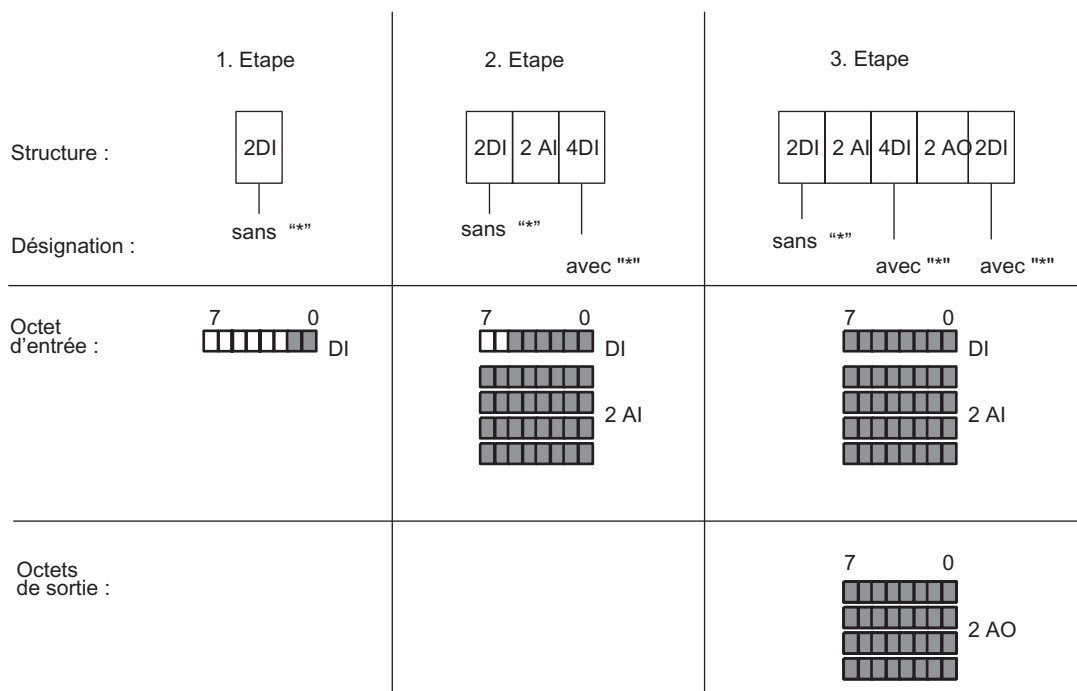 1. Etape 2. Etape 3. Etape
Structure : 2DI 2DI 2 AI 4DI 2DI 2 AI 4DI 2 AO 2DI
sans “*” sans “*” sans “*”
Désignation : avec "*" avec "*" avec "*"
Octet 7 0 7 0 7 0
d’entrée : DI DI DI
2 AI 2 AI
Octets 7 0
de sortie :
2 AO